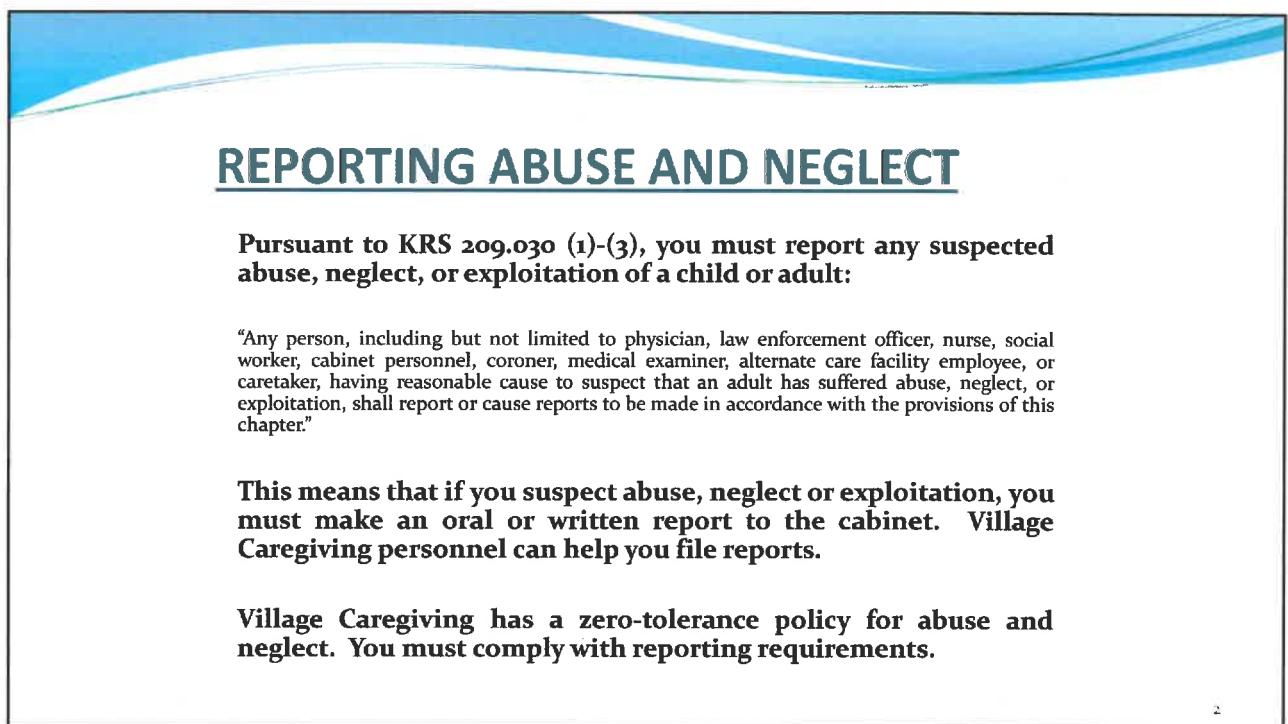 REPORTING ABUSE AND NEGLECT
Pursuant to KRS 209.030 (1)-(3), you must report any suspected
abuse, neglect, or exploitation of a child or adult:
“Any person, including but not limited to physician, law enforcement officer, nurse, social
worker, cabinet personnel, coroner, medical examiner, alternate care facility employee, or
caretaker, having reasonable cause to suspect that an adult has suffered abuse, neglect, or
exploitation, shall report or cause reports to be made in accordance with the provisions of this
chapter.”
This means that if you suspect abuse, neglect or exploitation, you
must make an oral or written report to the cabinet. Village
Caregiving personnel can help you file reports.
Village Caregiving has a zero-tolerance policy for abuse and
neglect. You must comply with reporting requirements.
2